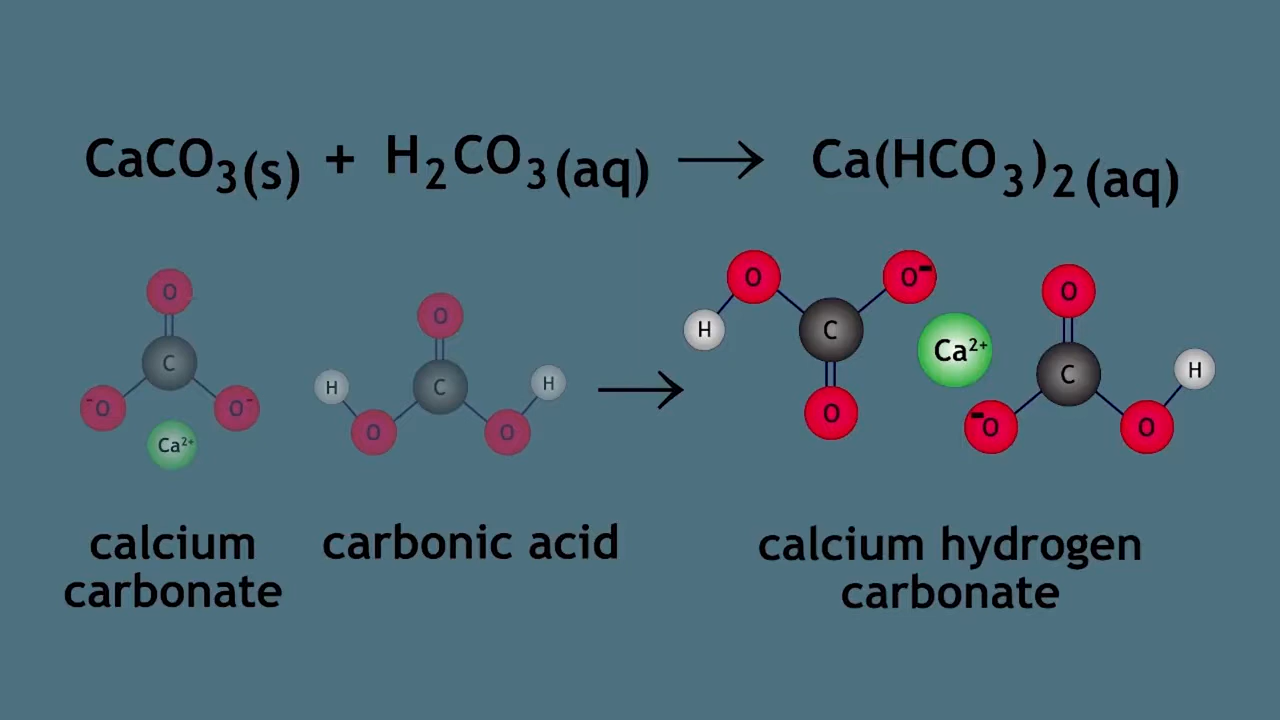 CaCO₃(s) + H₂CO₃(aq) → Ca(HCO₃)₂(aq)
O
C
⁻O O⁻
Ca²⁺
O
H C H
O O
→
O O⁻
H C
O
Ca²⁺
O
C H
⁻O O
calcium
carbonate
carbonic acid
calcium hydrogen
carbonate